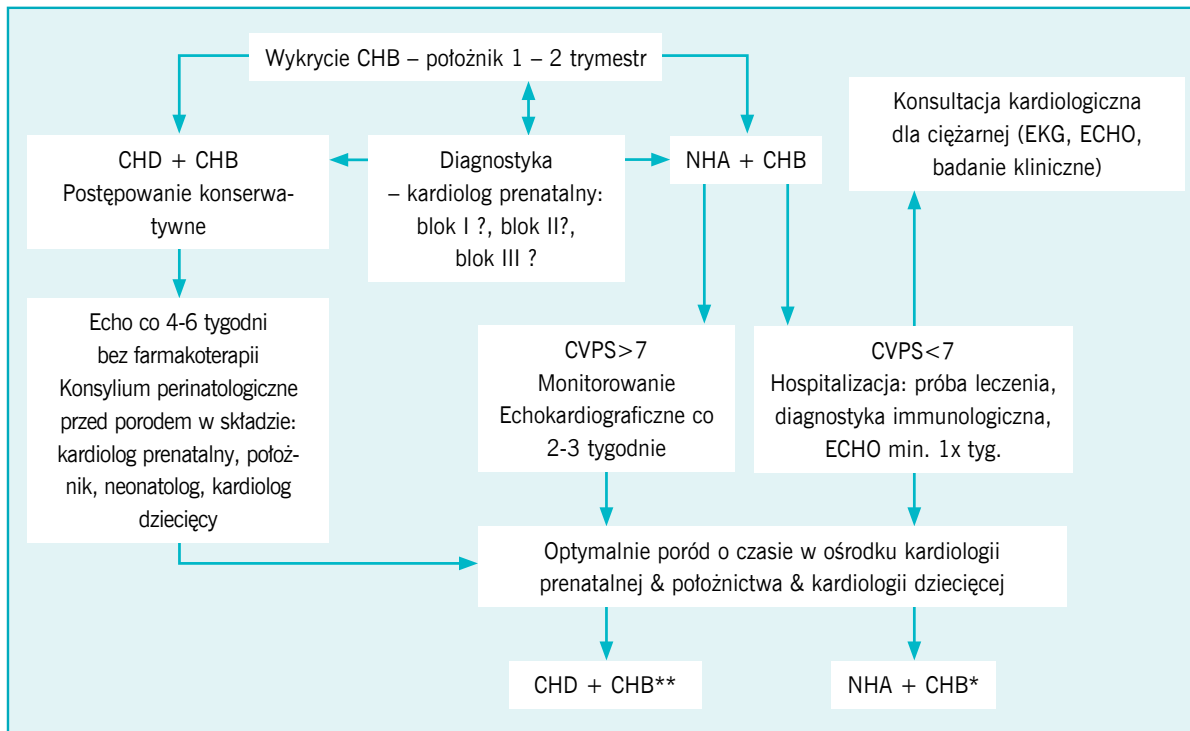 Wykrycie CHB – położnik 1 – 2 trymestr
Konsultacja kardiologiczna
dla ciężarnej (EKG, ECHO,
badanie kliniczne)
CHD + CHB
Postępowanie konserwa-
tywne
Diagnostyka
– kardiolog prenatalny:
blok I ?, blok II?,
blok III ?
NHA + CHB
Echo co 4-6 tygodni
bez farmakoterapii
Konsylium perinatologiczne
przed porodem w składzie:
kardiolog prenatalny, położ-
nik, neonatolog, kardiolog
dziecięcy
CVPS>7
Monitorowanie
Echokardiograficzne co
2-3 tygodnie
CVPS<7
Hospitalizacja: próba leczenia,
diagnostyka immunologiczna,
ECHO min. 1x tyg.
Optymalnie poród o czasie w ośrodku kardiologii
prenatalnej & położnictwa & kardiologii dziecięcej
CHD + CHB**
NHA + CHB*